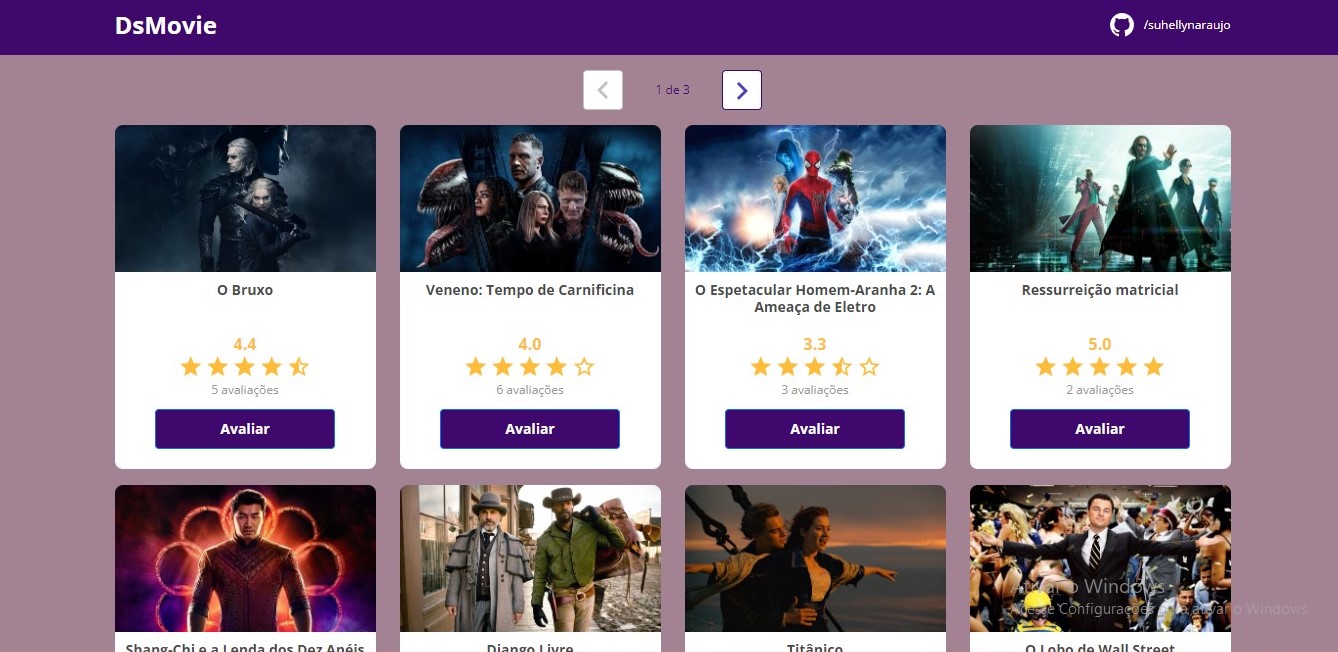 DsMovie
/suhellynaraujo
1 de 3
O Bruxo
4.4
5 avaliações
Avaliar
Veneno: Tempo de Carnificina
4.0
6 avaliações
Avaliar
O Espetacular Homem-Aranha 2: A
Ameaça de Eletro
3.3
3 avaliações
Avaliar
Ressurreição matricial
5.0
2 avaliações
Avaliar
Shang-Chi e a Lenda dos Dez Anéis
Django Livre
Titânico
O Lobo de Wall Street
Ativar o Windows
Acesse Configurações para ativar o Windows.